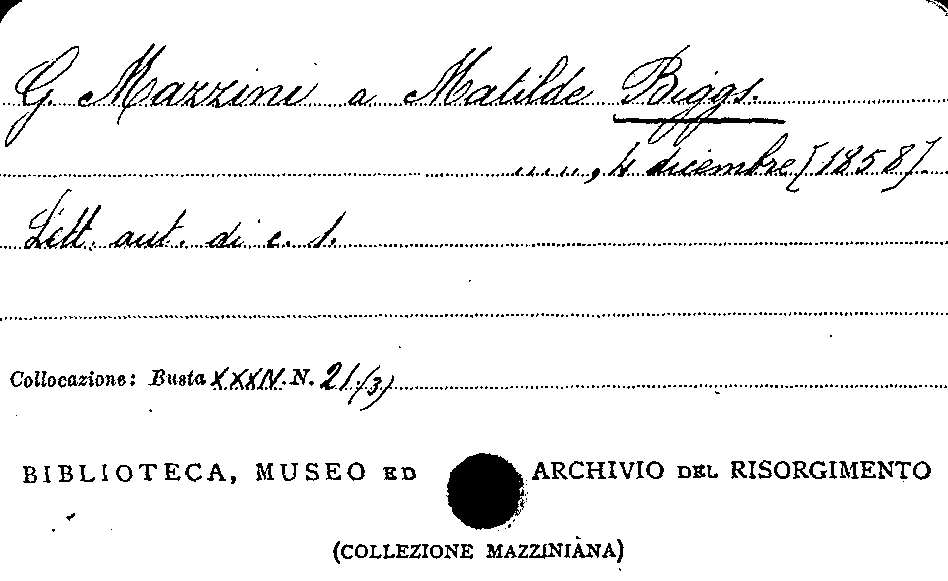 G. Mazzini a Matilde Biggs.
....., 4 dicembre [1858].
Lett. aut. di c. 1.
Collocazione: Busta XXXIV. N. 21.(3)
BIBLIOTECA, MUSEO ED ARCHIVIO DEL RISORGIMENTO
(COLLEZIONE MAZZINIANA)